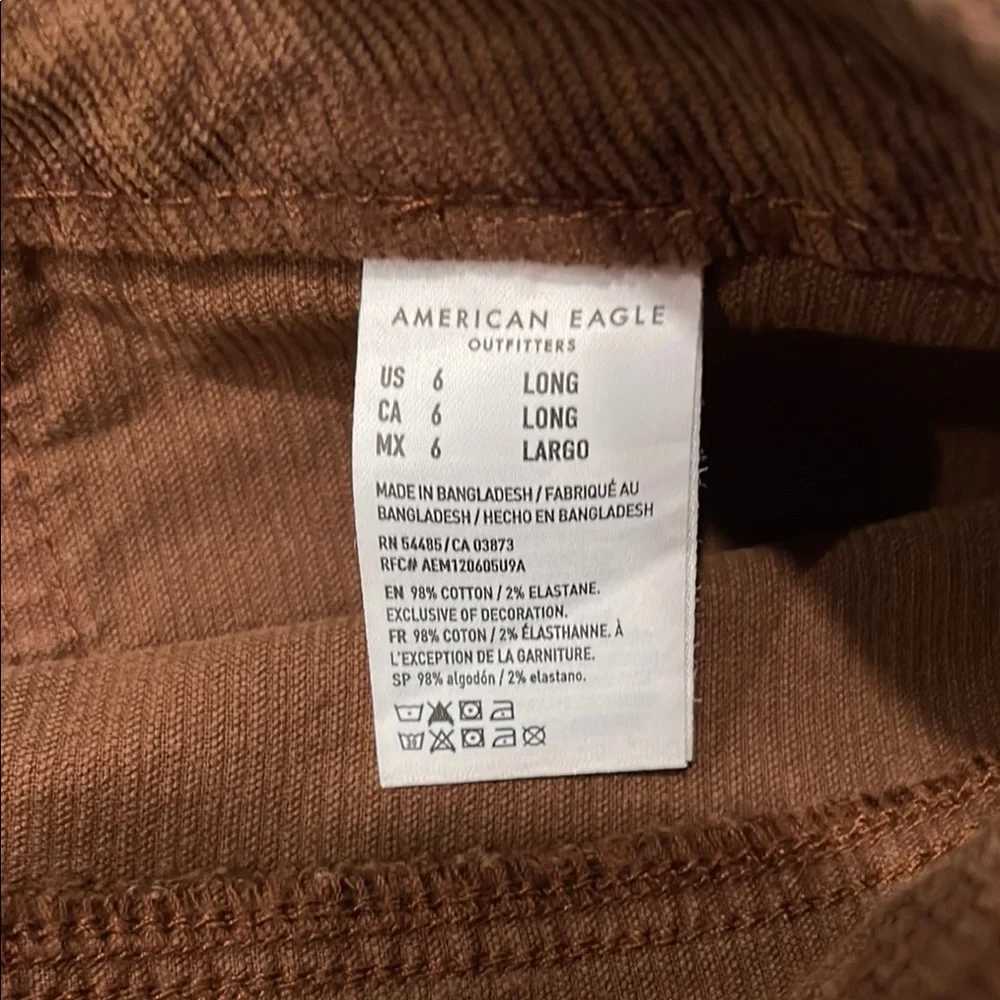 AMERICAN EAGLE
OUTFITTERS
US 6 LONG
CA 6 LONG
MX 6 LARGO
MADE IN BANGLADESH / FABRIQUÉ AU
BANGLADESH / HECHO EN BANGLADESH
RN 54485/CA 03873
RFC# AEM120605U9A
EN 98% COTTON / 2% ELASTANE.
EXCLUSIVE OF DECORATION.
FR 98% COTON / 2% ÉLASTHANNE. À
L'EXCEPTION DE LA GARNITURE.
SP 98% algodón / 2% elastano.